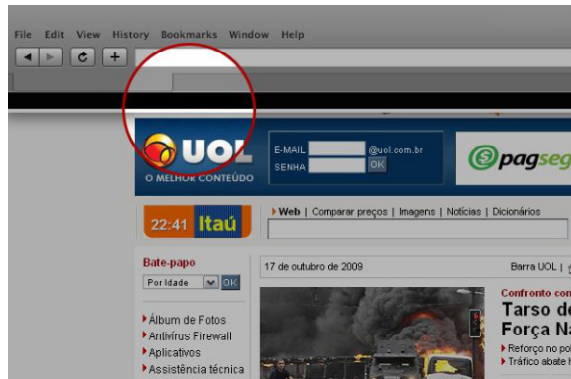 File Edit View History Bookmarks Window Help
UOL
O MELHOR CONTEÚDO
E-MAIL @uol.com.br
SENHA OK
pagseg
22:41 Itaú
Web | Comparar preços | Imagens | Notícias | Dicionários
Bate-papo
Por Idade OK
17 de outubro de 2009
Barra UOL |
Álbum de Fotos
Antivírus Firewall
Aplicativos
Assistência técnica
Confronto con
Tarso de
Força Na
Reforço no pol
Tráfico abate h